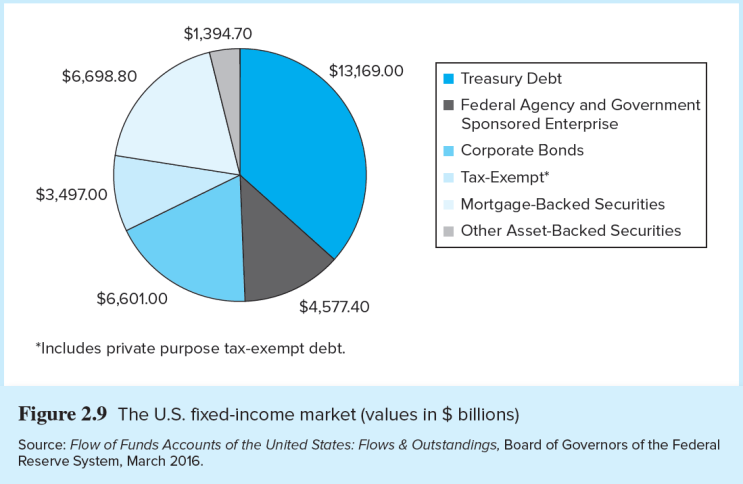 $1,394.70
$6,698.80
$13,169.00
$3,497.00
$6,601.00
$4,577.40
Treasury Debt
Federal Agency and Government
Sponsored Enterprise
Corporate Bonds
Tax-Exempt*
Mortgage-Backed Securities
Other Asset-Backed Securities
*Includes private purpose tax-exempt debt.
Figure 2.9 The U.S. fixed-income market (values in $ billions)
Source: Flow of Funds Accounts of the United States: Flows & Outstandings, Board of Governors of the Federal
Reserve System, March 2016.